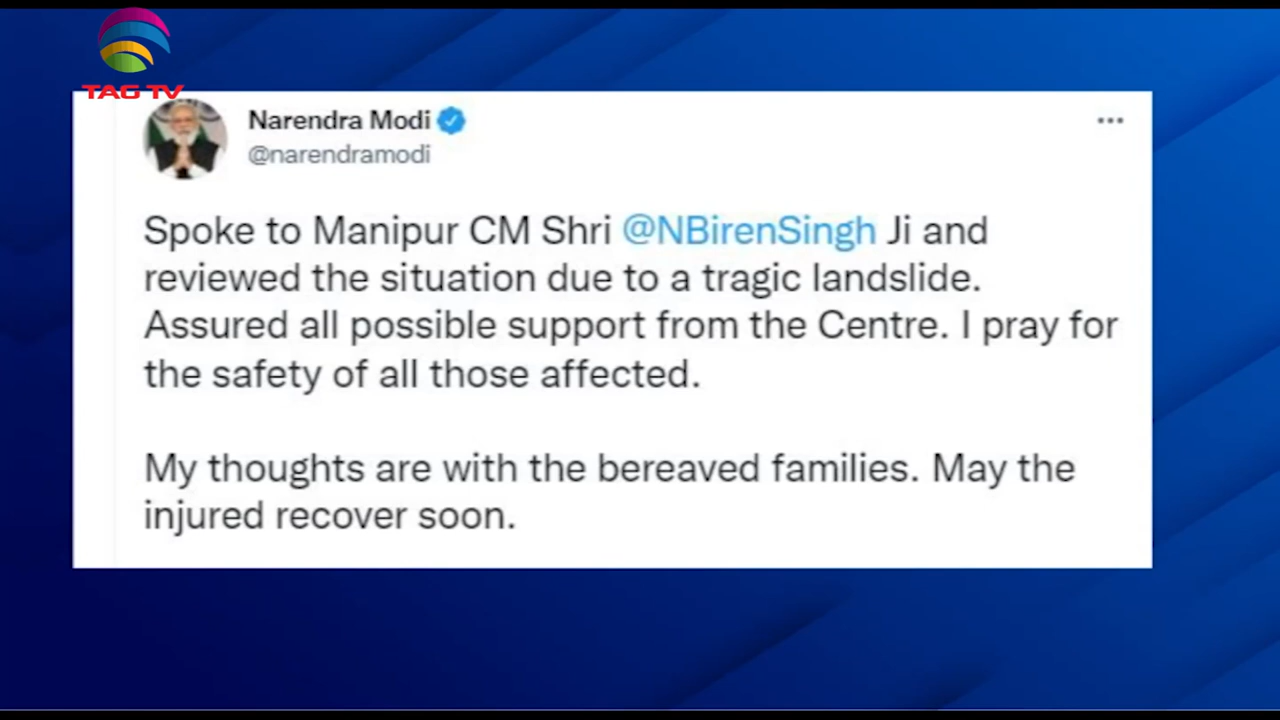 TAG TV
Narendra Modi
@narendramodi
Spoke to Manipur CM Shri @NBirenSingh Ji and
reviewed the situation due to a tragic landslide.
Assured all possible support from the Centre. I pray for
the safety of all those affected.
My thoughts are with the bereaved families. May the
injured recover soon.